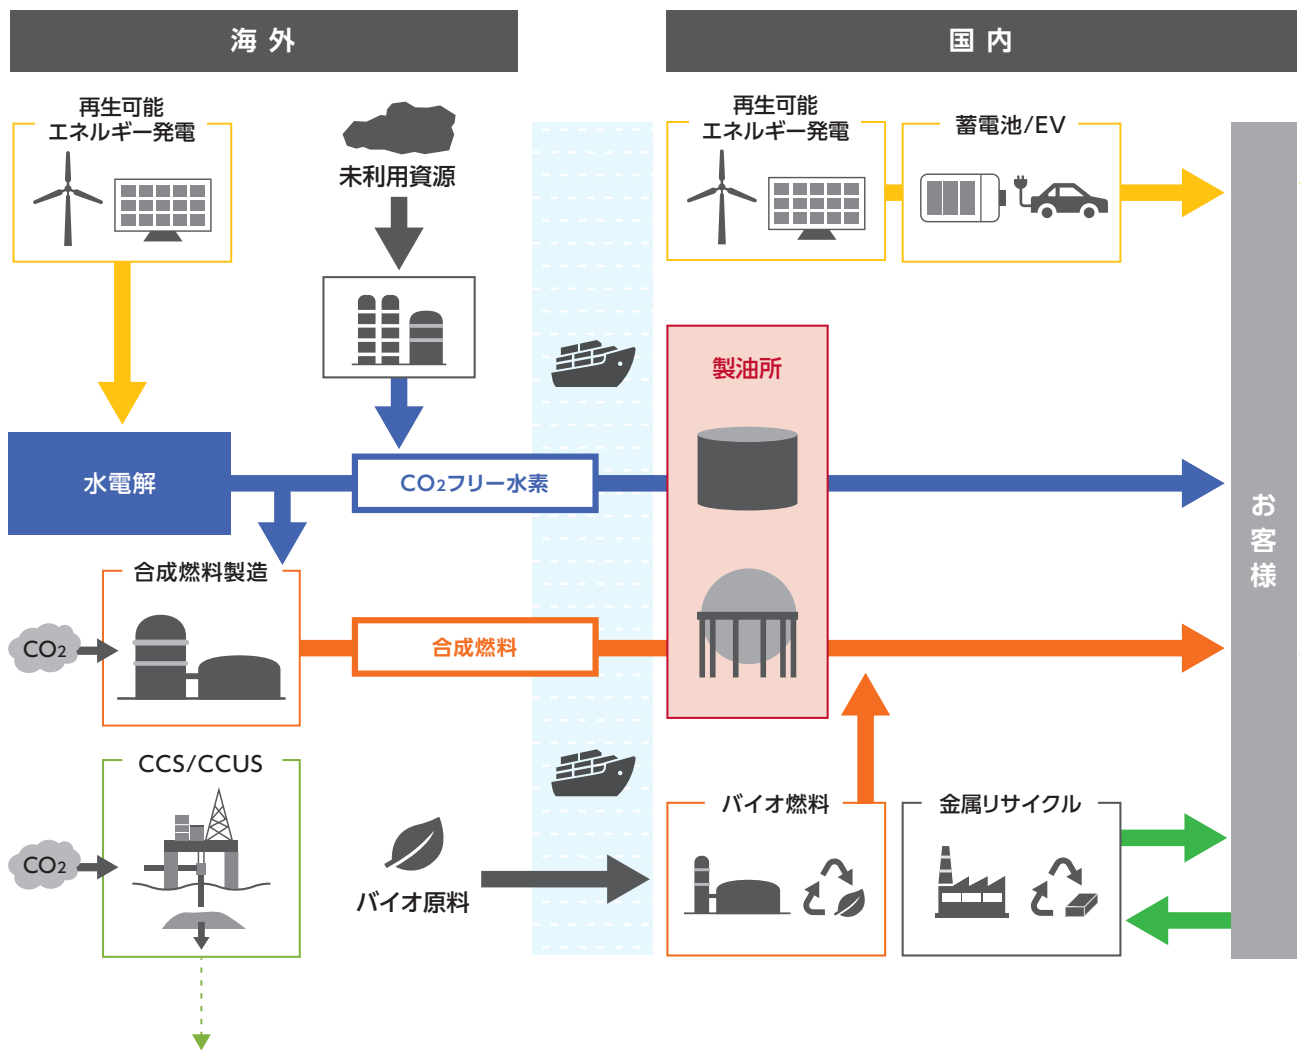 海外
国内
再生可能
エネルギー発電
未利用資源
再生可能
エネルギー発電
蓄電池/EV
製油所
水電解
CO2フリー水素
お客様
合成燃料製造
CO2
合成燃料
CCS/CCUS
CO2
バイオ原料
バイオ燃料
金属リサイクル